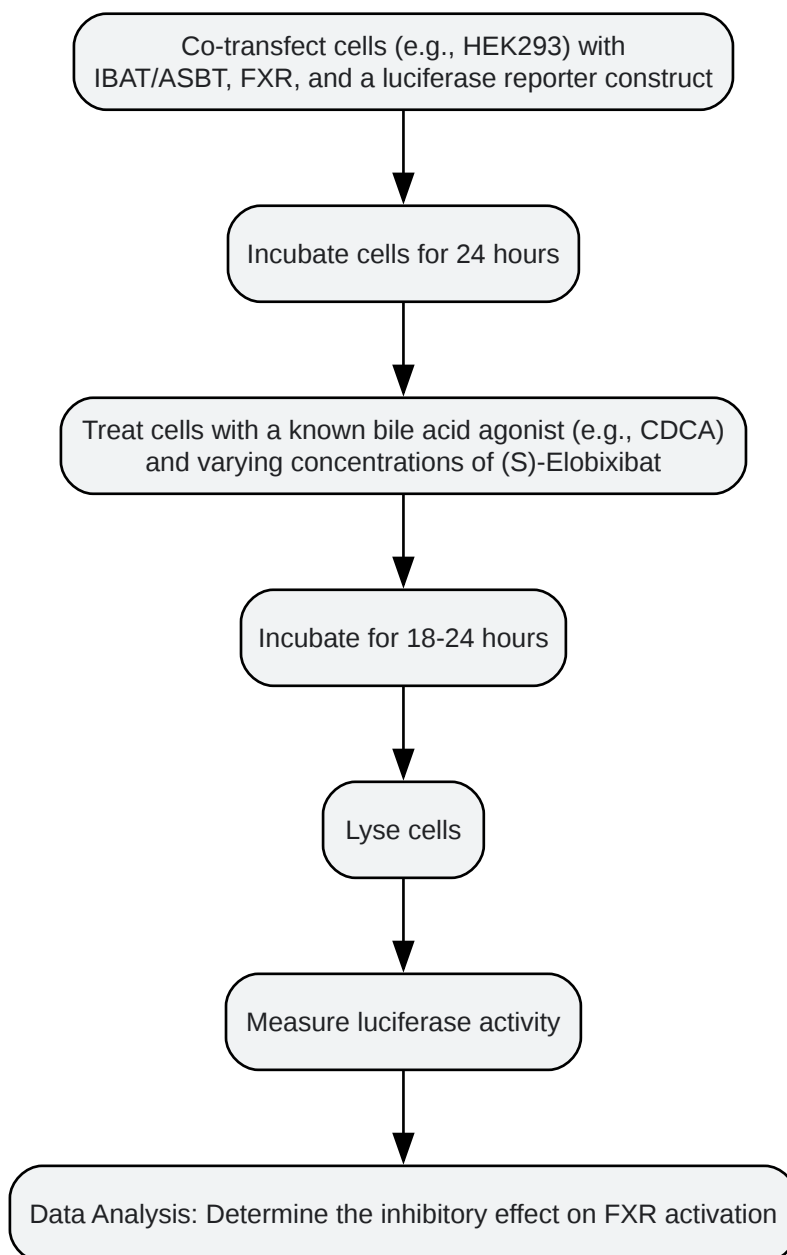 Co-transfect cells (e.g., HEK293) with
IBAT/ASBT, FXR, and a luciferase reporter construct
Incubate cells for 24 hours
Treat cells with a known bile acid agonist (e.g., CDCA)
and varying concentrations of (S)-Elobixibat
Incubate for 18-24 hours
Lyse cells
Measure luciferase activity
Data Analysis: Determine the inhibitory effect on FXR activation